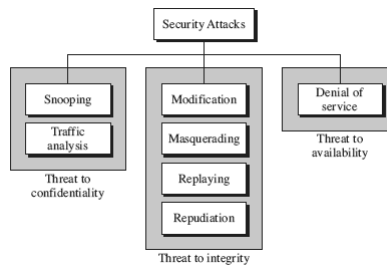 Security Attacks
Snooping
Traffic
analysis
Threat to
confidentiality
Modification
Masquerading
Replaying
Repudiation
Threat to integrity
Denial of
service
Threat to
availability